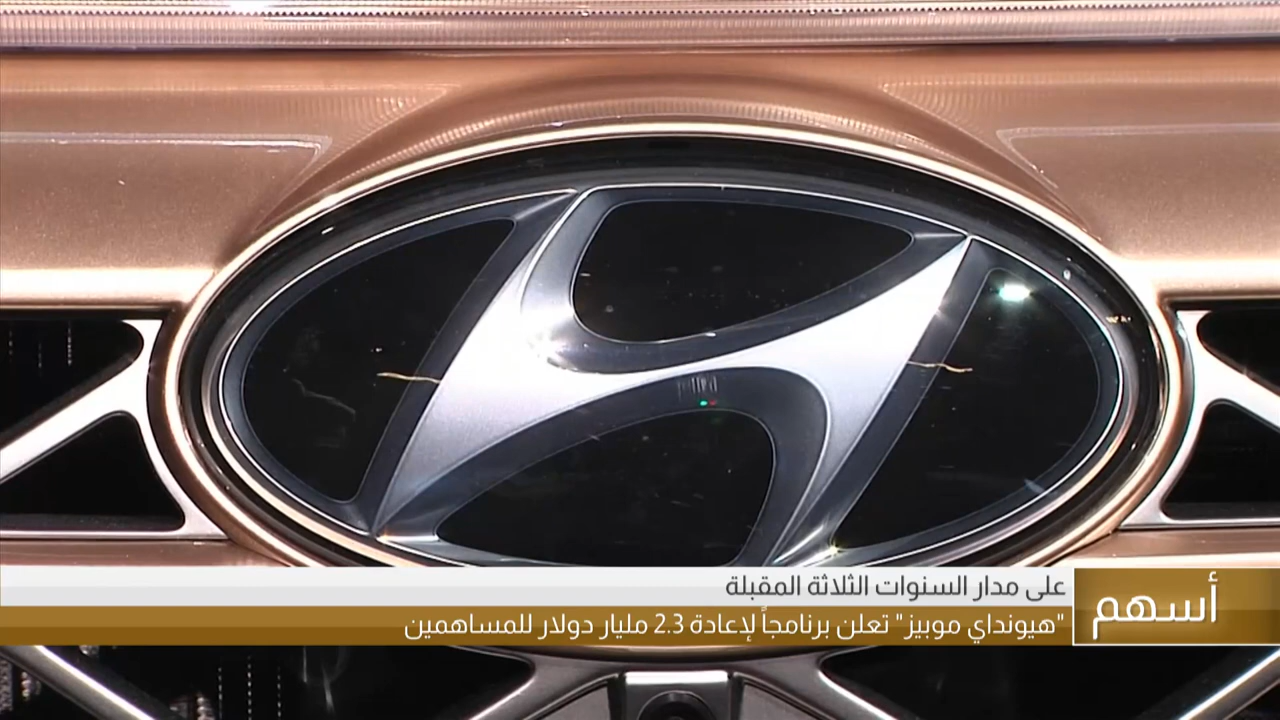 أسهم
على مدار السنوات الثلاثة المقبلة
"هيونداي موبيز" تعلن برنامجاً لإعادة 2.3 مليار دولار للمساهمين